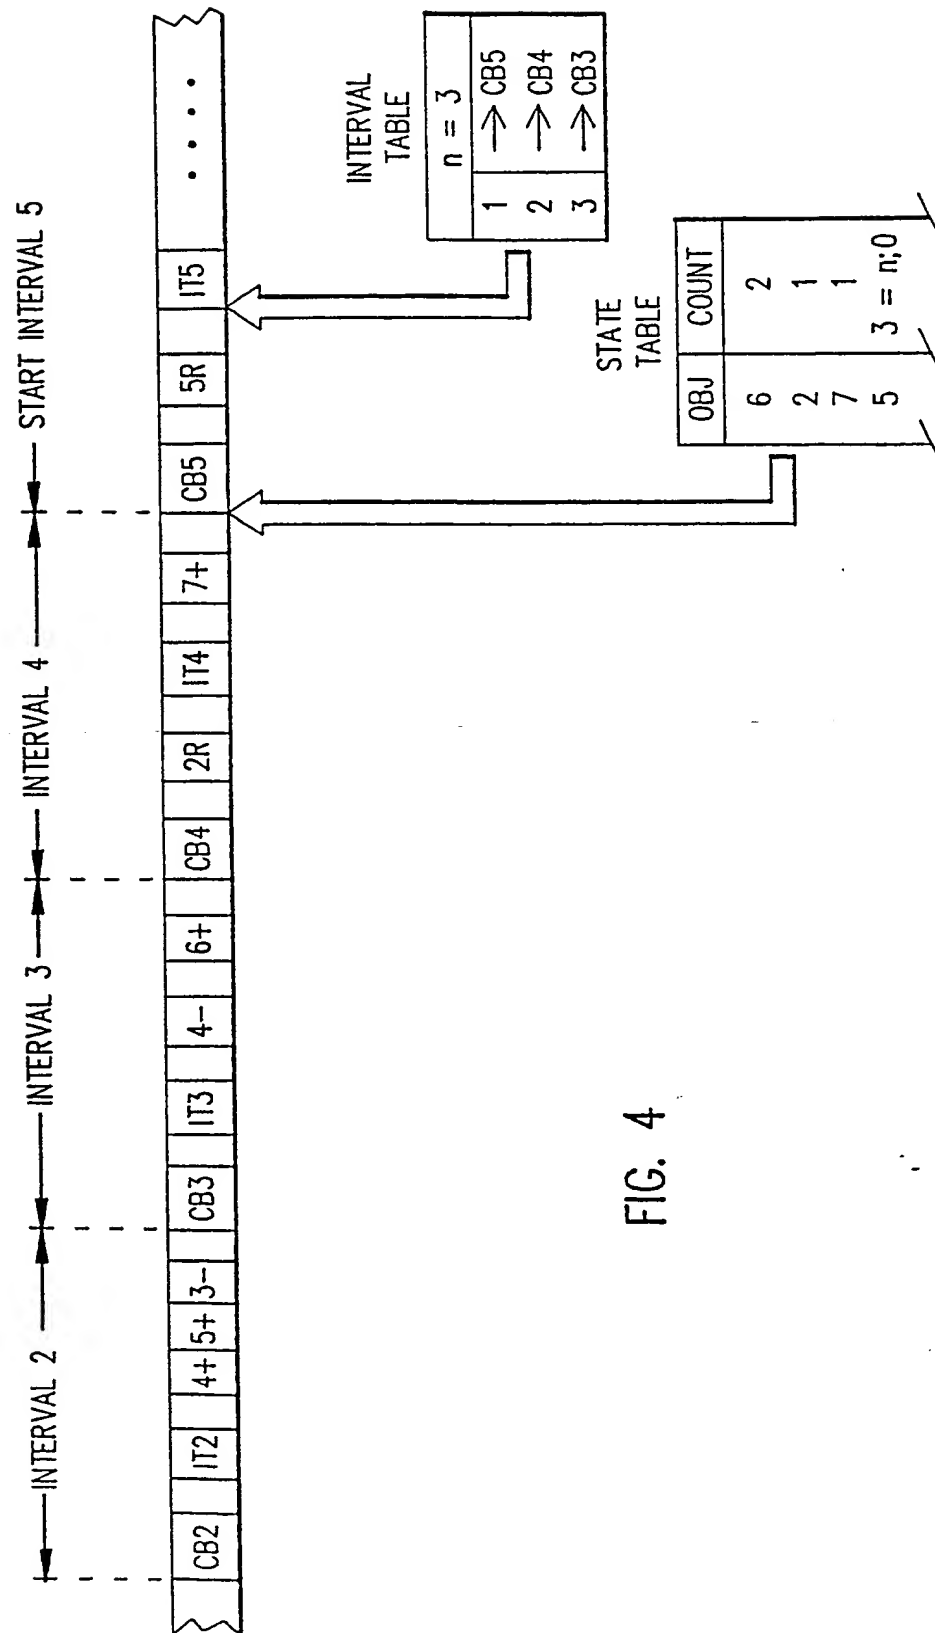 INTERVAL 2
INTERVAL 3
INTERVAL 4
START INTERVAL 5
CB2 IT2 4+ 5+ 3− CB3 IT3 4− 6+ CB4 2R IT4 7+ CB5 5R IT5 • • • •
INTERVAL
TABLE
n = 3
1 → CB5
2 → CB4
3 → CB3
STATE
TABLE
OBJ COUNT
6 2
2 1
7 1
5 3 = n;0
FIG. 4